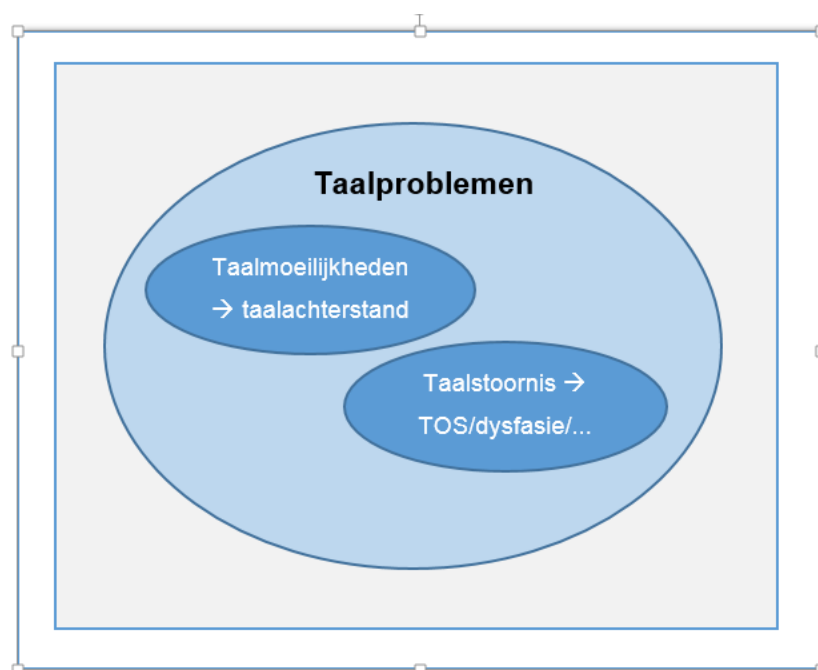 Taalproblemen
Taalmoeilijkheden
→ taalachterstand
Taalstoornis →
TOS/dysfasie/...